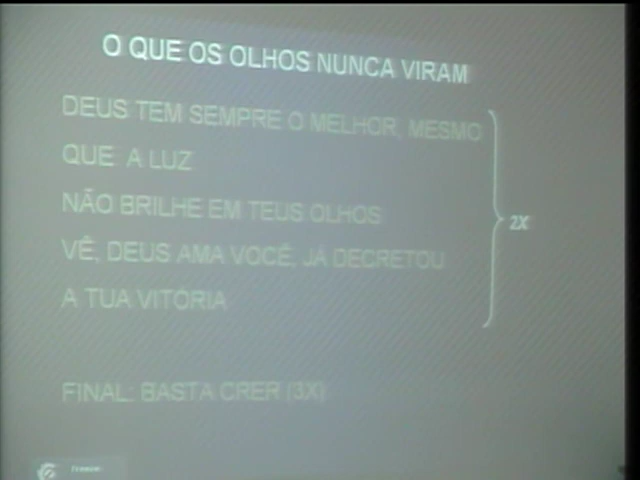 O QUE OS OLHOS NUNCA VIRAM
DEUS TEM SEMPRE O MELHOR, MESMO
QUE A LUZ
NÃO BRILHE EM TEUS OLHOS
VÊ, DEUS AMA VOCÊ, JÁ DECRETOU
A TUA VITÓRIA
2X
FINAL: BASTA CRER (3X)